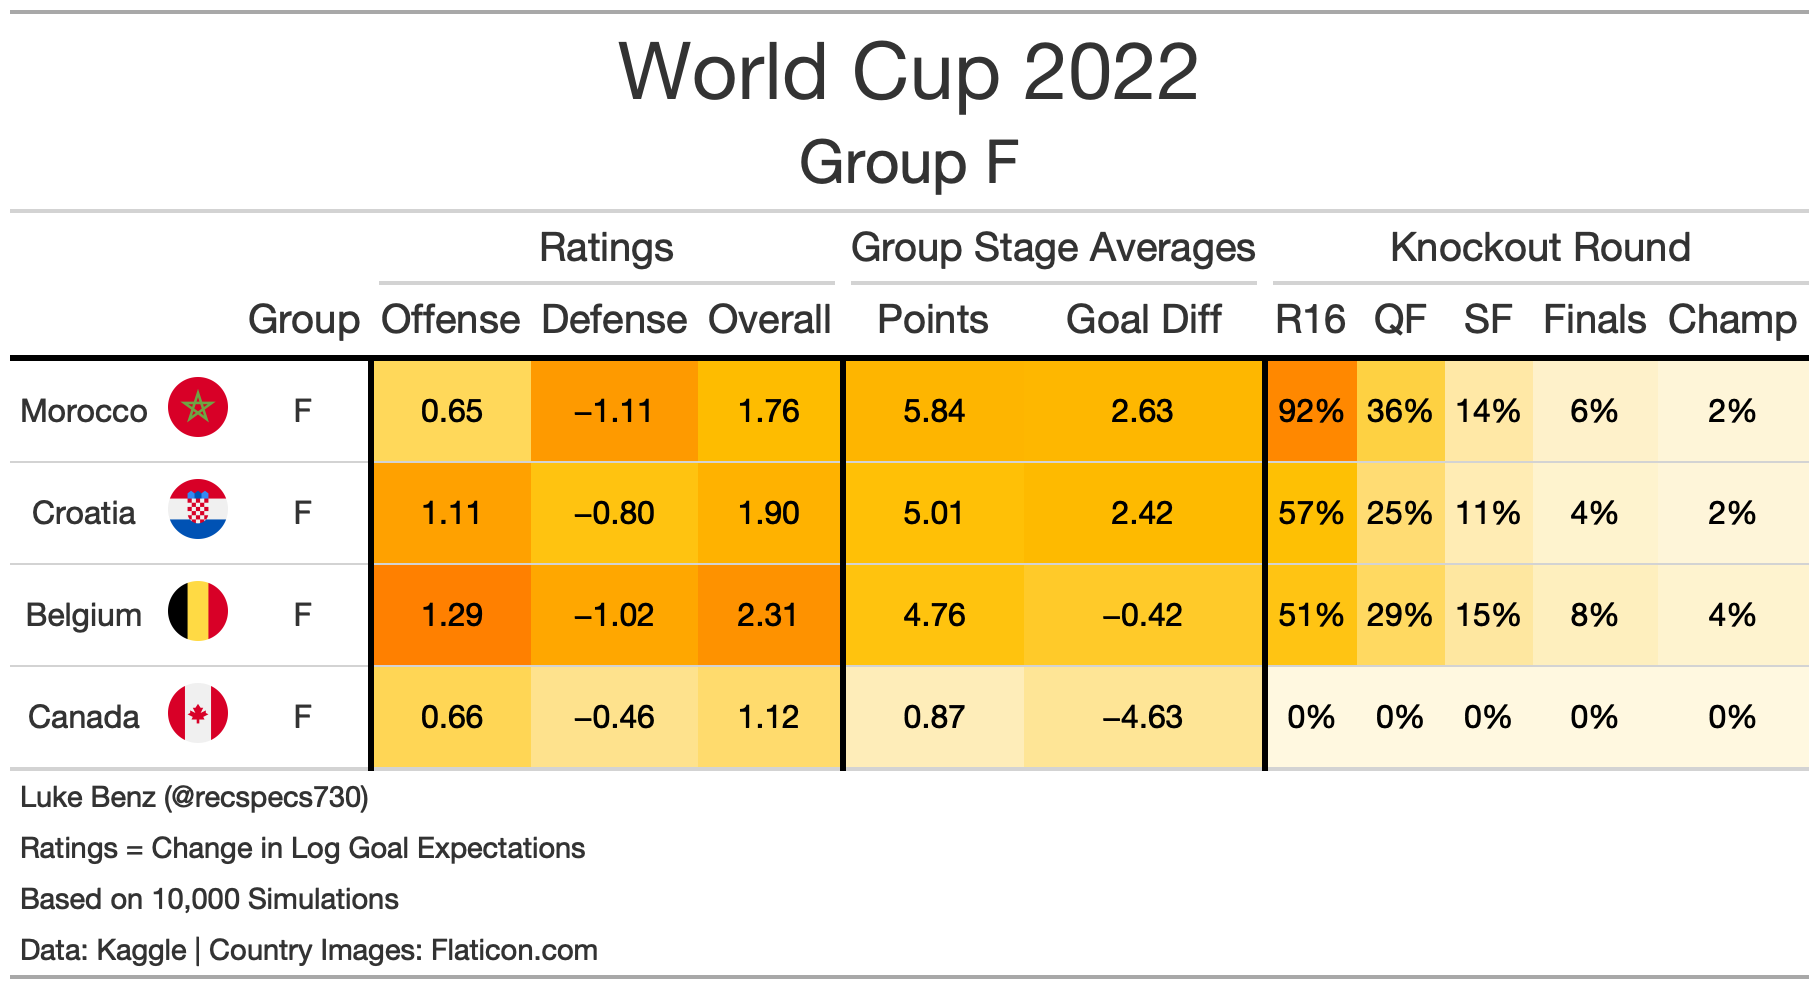 World Cup 2022
Group F
Ratings Group Stage Averages Knockout Round
Group Offense Defense Overall Points Goal Diff R16 QF SF Finals Champ
Morocco F 0.65 −1.11 1.76 5.84 2.63 92% 36% 14% 6% 2%
Croatia F 1.11 −0.80 1.90 5.01 2.42 57% 25% 11% 4% 2%
Belgium F 1.29 −1.02 2.31 4.76 −0.42 51% 29% 15% 8% 4%
Canada F 0.66 −0.46 1.12 0.87 −4.63 0% 0% 0% 0% 0%
Luke Benz (@recspecs730)
Ratings = Change in Log Goal Expectations
Based on 10,000 Simulations
Data: Kaggle | Country Images: Flaticon.com